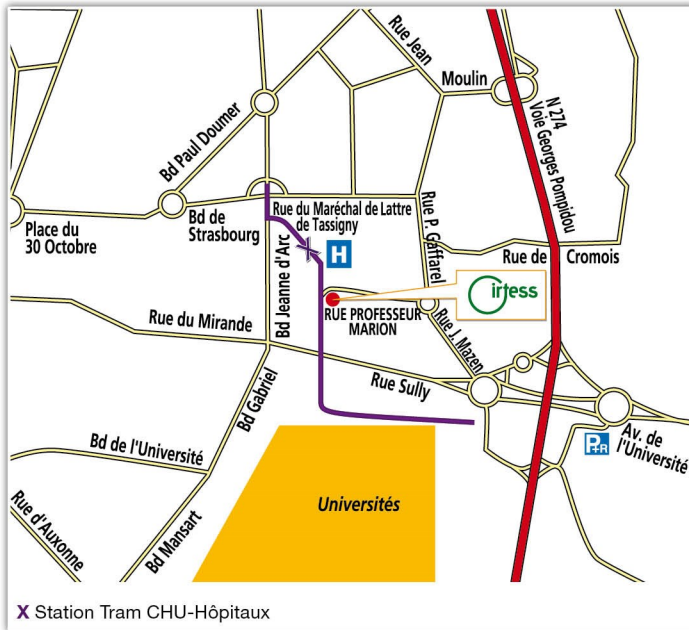 Rue Jean
Moulin
N 274
Voie Georges Pompidou
Bd Paul Doumer
Place du
30 Octobre
Bd de
Strasbourg
Rue du Maréchal de Lattre
de Tassigny
H
Bd Jeanne d'Arc
Rue P. Gaffarel
Rue de Cromois
irtess
RUE PROFESSEUR
MARION
Rue du Mirande
Rue J. Mazen
Rue Sully
Bd Gabriel
Bd de l'Université
P+R
Av. de
l'Université
Rue d'Auxonne
Bd Mansart
Universités
X Station Tram CHU-Hôpitaux